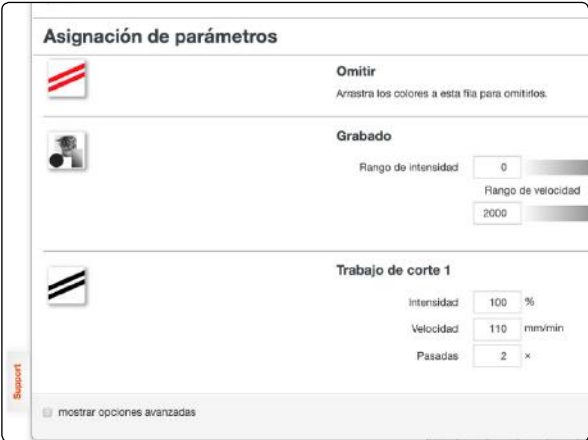 Asignación de parámetros
Omitir
Arrastra los colores a esta fila para omitirlos.
Grabado
Rango de intensidad 0
Rango de velocidad
2000
Trabajo de corte 1
Intensidad 100 %
Velocidad 110 mm/min
Pasadas 2 ×
Support
mostrar opciones avanzadas